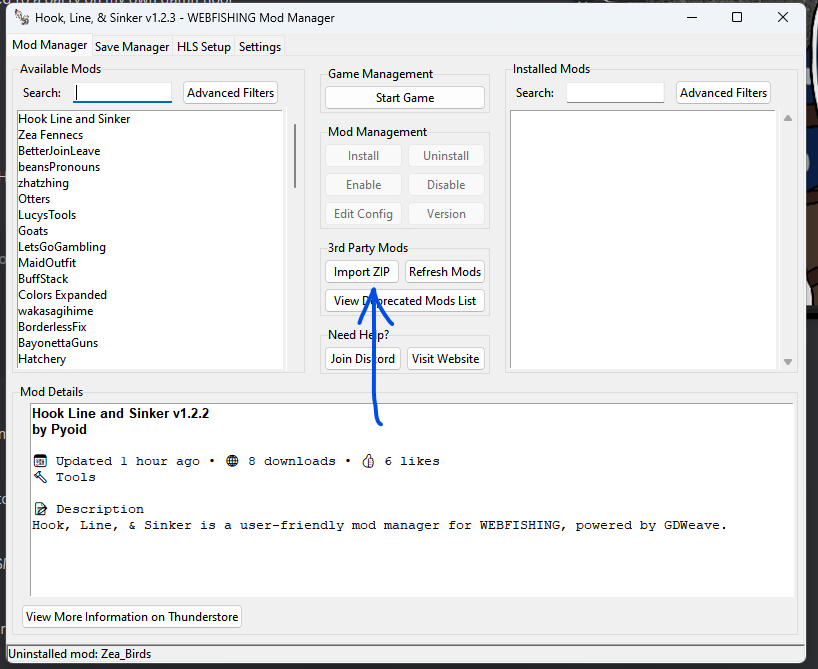 Hook, Line, & Sinker v1.2.3 - WEBFISHING Mod Manager
Mod Manager Save Manager HLS Setup Settings
Available Mods
Search: Advanced Filters
Hook Line and Sinker
Zea Fennecs
BetterJoinLeave
beansPronouns
zhatzhing
Otters
LucysTools
Goats
LetsGoGambling
MaidOutfit
BuffStack
Colors Expanded
wakasagihime
BorderlessFix
BayonettaGuns
Hatchery
Game Management
Start Game
Mod Management
Install Uninstall
Enable Disable
Edit Config Version
3rd Party Mods
Import ZIP Refresh Mods
View Deprecated Mods List
Need Help?
Join Discord Visit Website
Installed Mods
Search: Advanced Filters
Mod Details
Hook Line and Sinker v1.2.2
by Pyoid
Updated 1 hour ago • 8 downloads • 6 likes
Tools
Description
Hook, Line, & Sinker is a user-friendly mod manager for WEBFISHING, powered by GDWeave.
View More Information on Thunderstore
Uninstalled mod: Zea_Birds